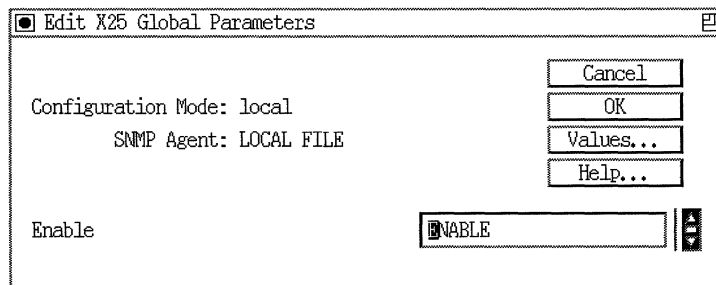 Edit X25 Global Parameters
Cancel
Configuration Mode: local
OK
SNMP Agent: LOCAL FILE
Values...
Help...
Enable
ENABLE